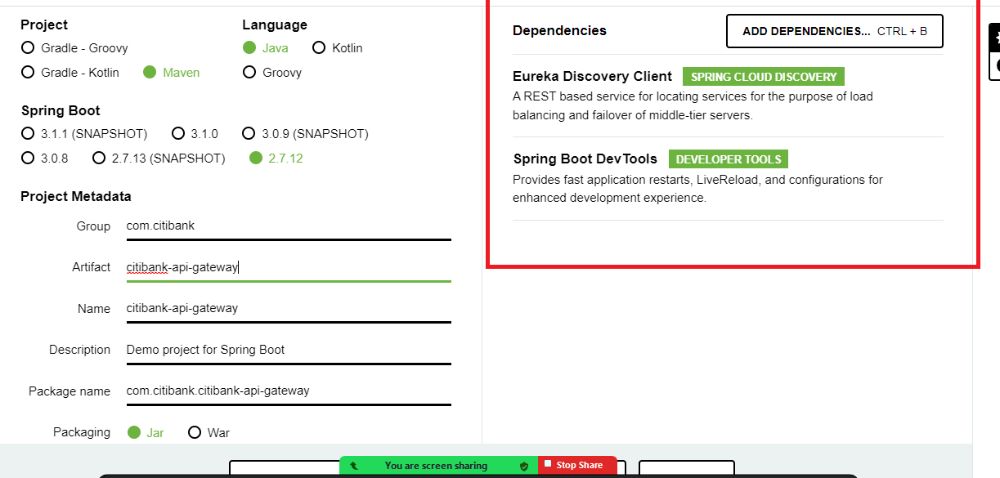 Project
Gradle - Groovy
Gradle - Kotlin Maven
Language
Java Kotlin
Groovy
Spring Boot
3.1.1 (SNAPSHOT) 3.1.0 3.0.9 (SNAPSHOT)
3.0.8 2.7.13 (SNAPSHOT) 2.7.12
Project Metadata
Group com.citibank
Artifact citibank-api-gateway
Name citibank-api-gateway
Description Demo project for Spring Boot
Package name com.citibank.citibank-api-gateway
Packaging Jar War
Dependencies
ADD DEPENDENCIES... CTRL + B
Eureka Discovery Client SPRING CLOUD DISCOVERY
A REST based service for locating services for the purpose of load
balancing and failover of middle-tier servers.
Spring Boot DevTools DEVELOPER TOOLS
Provides fast application restarts, LiveReload, and configurations for
enhanced development experience.
You are screen sharing Stop Share